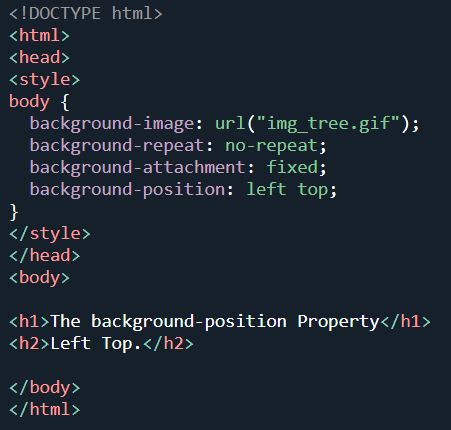 <!DOCTYPE html>
<html>
<head>
<style>
body {
  background-image: url("img_tree.gif");
  background-repeat: no-repeat;
  background-attachment: fixed;
  background-position: left top;
}
</style>
</head>
<body>

<h1>The background-position Property</h1>
<h2>Left Top.</h2>

</body>
</html>